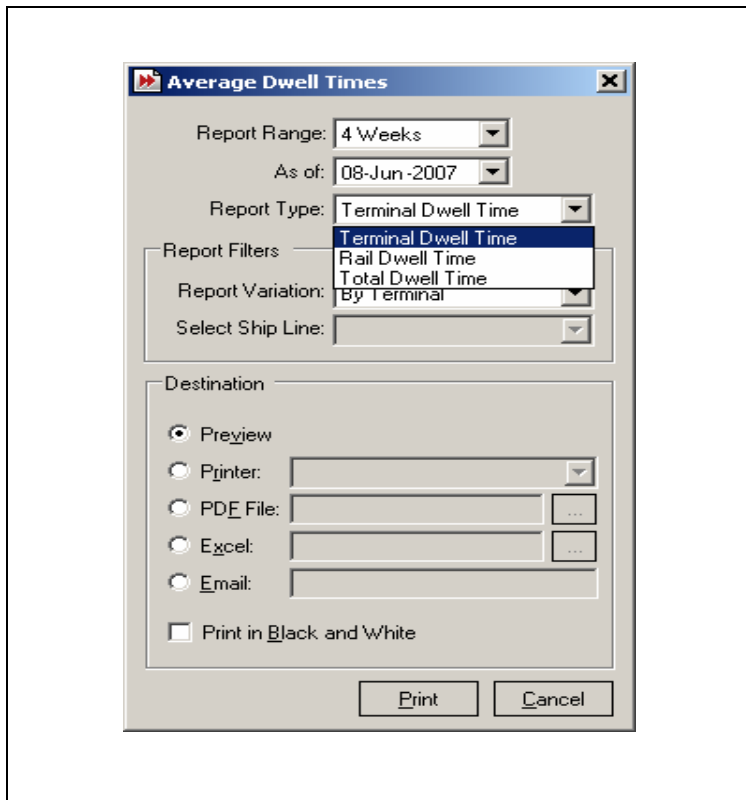 Average Dwell Times
Report Range: 4 Weeks
As of: 08-Jun-2007
Report Type: Terminal Dwell Time
Terminal Dwell Time
Rail Dwell Time
Total Dwell Time
Report Filters
Report Variation: By Terminal
Select Ship Line:
Destination
Preview
Printer:
PDF File: ...
Excel: ...
Email:
Print in Black and White
Print Cancel